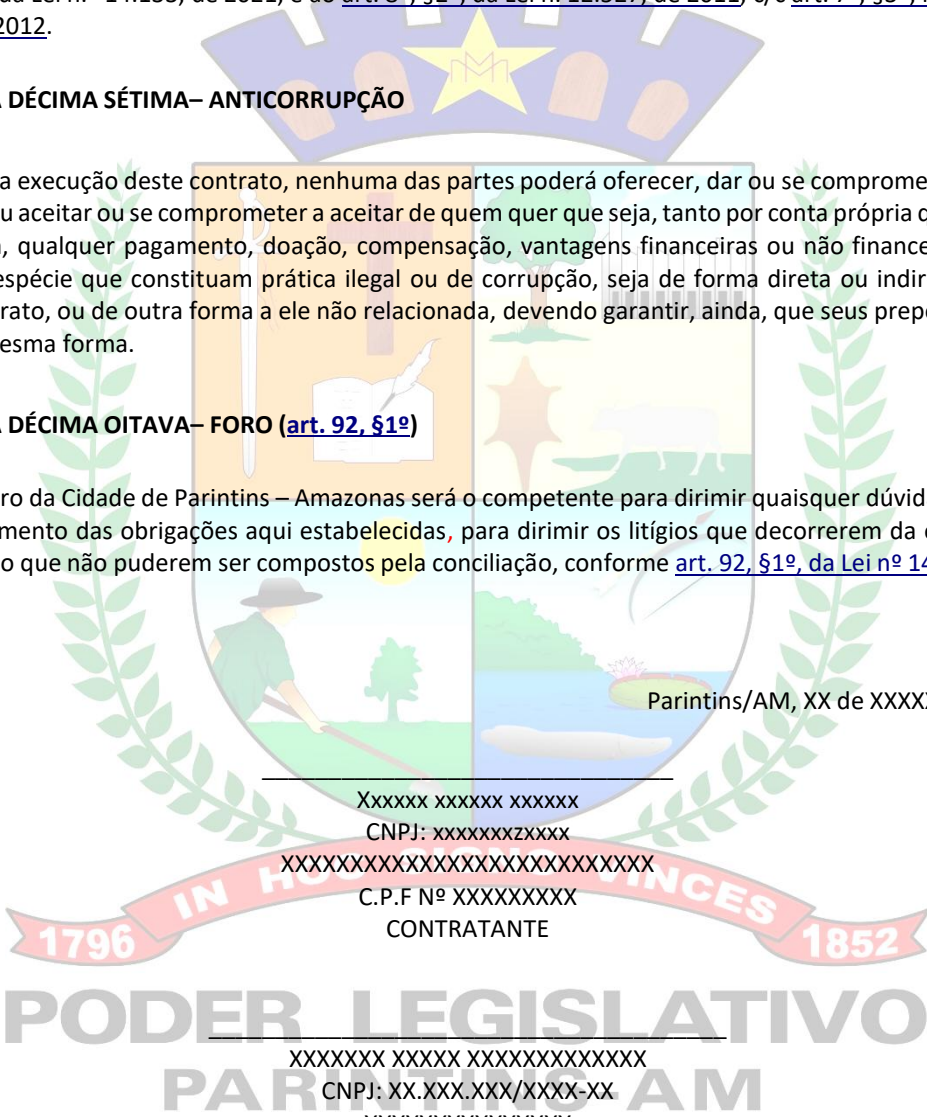 da Lei n.º 14.133, de 2021, e ao art. 8º, §2º, da Lei n. 12.527, de 2011, c/c art. 7º, §3º,
2012.
DÉCIMA SÉTIMA– ANTICORRUPÇÃO
a execução deste contrato, nenhuma das partes poderá oferecer, dar ou se comprome
u aceitar ou se comprometer a aceitar de quem quer que seja, tanto por conta própria
, qualquer pagamento, doação, compensação, vantagens financeiras ou não finance
espécie que constituam prática ilegal ou de corrupção, seja de forma direta ou indir
rato, ou de outra forma a ele não relacionada, devendo garantir, ainda, que seus prep
esma forma.
A DÉCIMA OITAVA– FORO (art. 92, §1º)
ro da Cidade de Parintins – Amazonas será o competente para dirimir quaisquer dúvida
mento das obrigações aqui estabelecidas, para dirimir os litígios que decorrerem da
o que não puderem ser compostos pela conciliação, conforme art. 92, §1º, da Lei nº 14
Parintins/AM, XX de XXXXX
Xxxxxx xxxxxx xxxxxx
CNPJ: xxxxxxxzxxxx
XXXXXXXXXXXXXXXXXXXXXXXXXXX
C.P.F Nº XXXXXXXXX
CONTRATANTE
IN HOC SIGNO VINCES
1796 1852
PODER LEGISLATIVO
XXXXXXX XXXXX XXXXXXXXXXXXX
PARINTINS-AM
CNPJ: XX.XXX.XXX/XXXX-XX